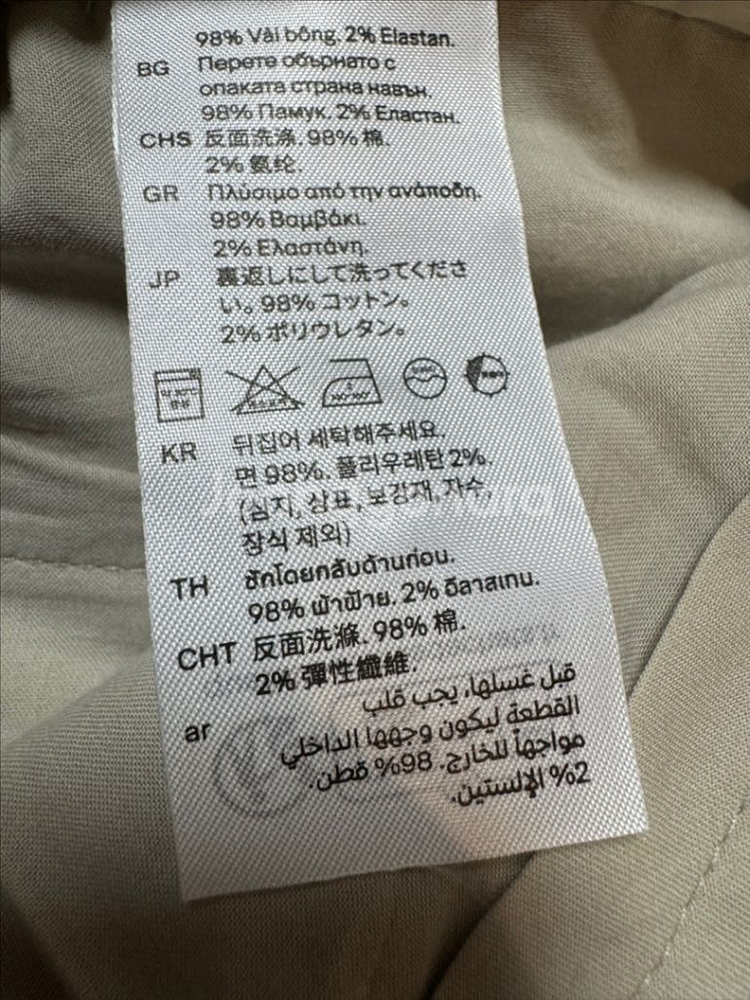 98% Vải bông. 2% Elastan.
BG Перете обърнато с
опаката страна навън.
98% Памук. 2% Еластан.
CHS 反面洗涤. 98% 棉.
2% 氨纶.
GR Πλύσιμο από την ανάποδη.
98% Βαμβάκι.
2% Ελαστάνη.
JP 裏返しにして洗ってくださ
い。98% コットン。
2% ポリウレタン。
KR 뒤집어 세탁해주세요.
면 98%. 폴리우레탄 2%.
(심지, 상표, 보강재, 자수,
장식 제외)
TH ซักโดยกลับด้านก่อน.
98% ผ้าฝ้าย. 2% อีลาสเทน.
CHT 反面洗滌. 98% 棉.
2% 彈性纖維.
ar قبل غسلها، يجب قلب
القطعة ليكون وجهها الداخلي
مواجهاً للخارج. 98% قطن.
2% الإلستين.